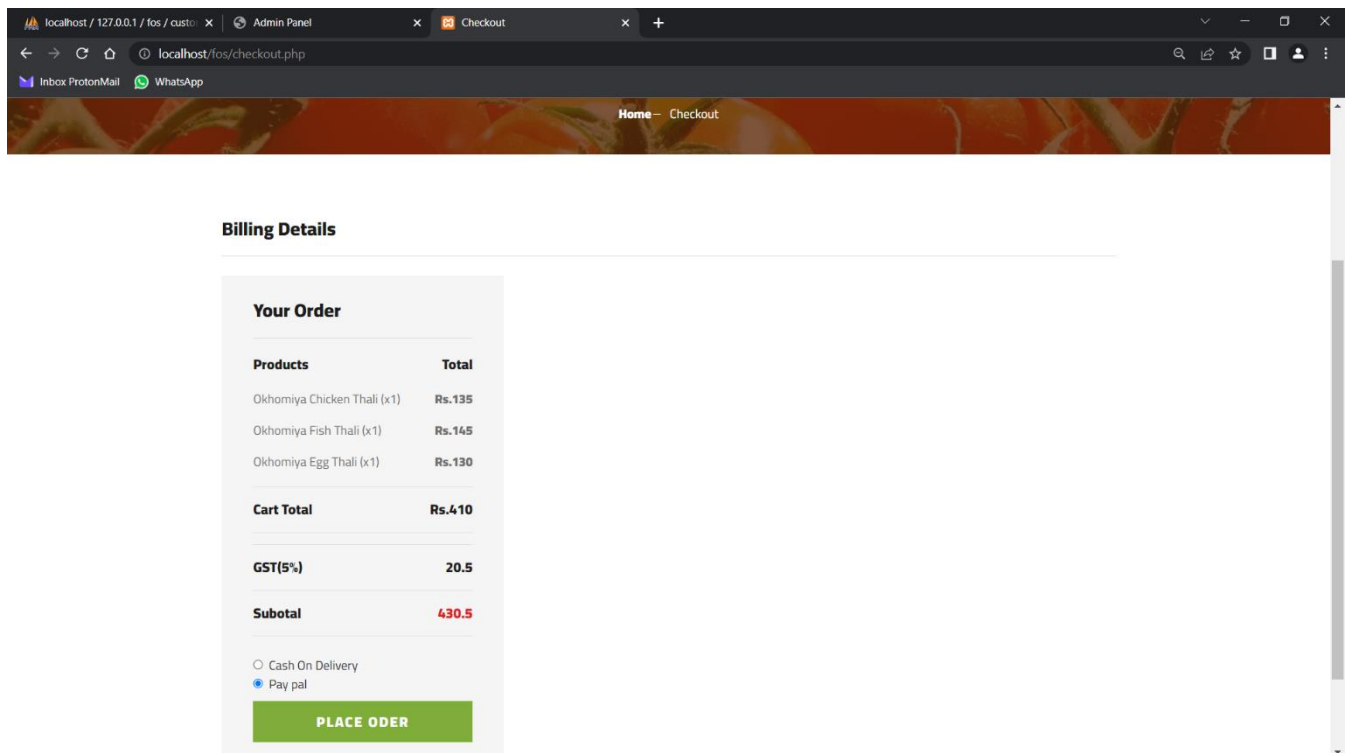 localhost / 127.0.0.1 / fos / custo
Admin Panel
Checkout
localhost/fos/checkout.php
Inbox ProtonMail
WhatsApp
Home – Checkout
Billing Details
Your Order
Products Total
Okhomiya Chicken Thali (x1) Rs.135
Okhomiya Fish Thali (x1) Rs.145
Okhomiya Egg Thali (x1) Rs.130
Cart Total Rs.410
GST(5%) 20.5
Subotal 430.5
Cash On Delivery
Pay pal
PLACE ODER